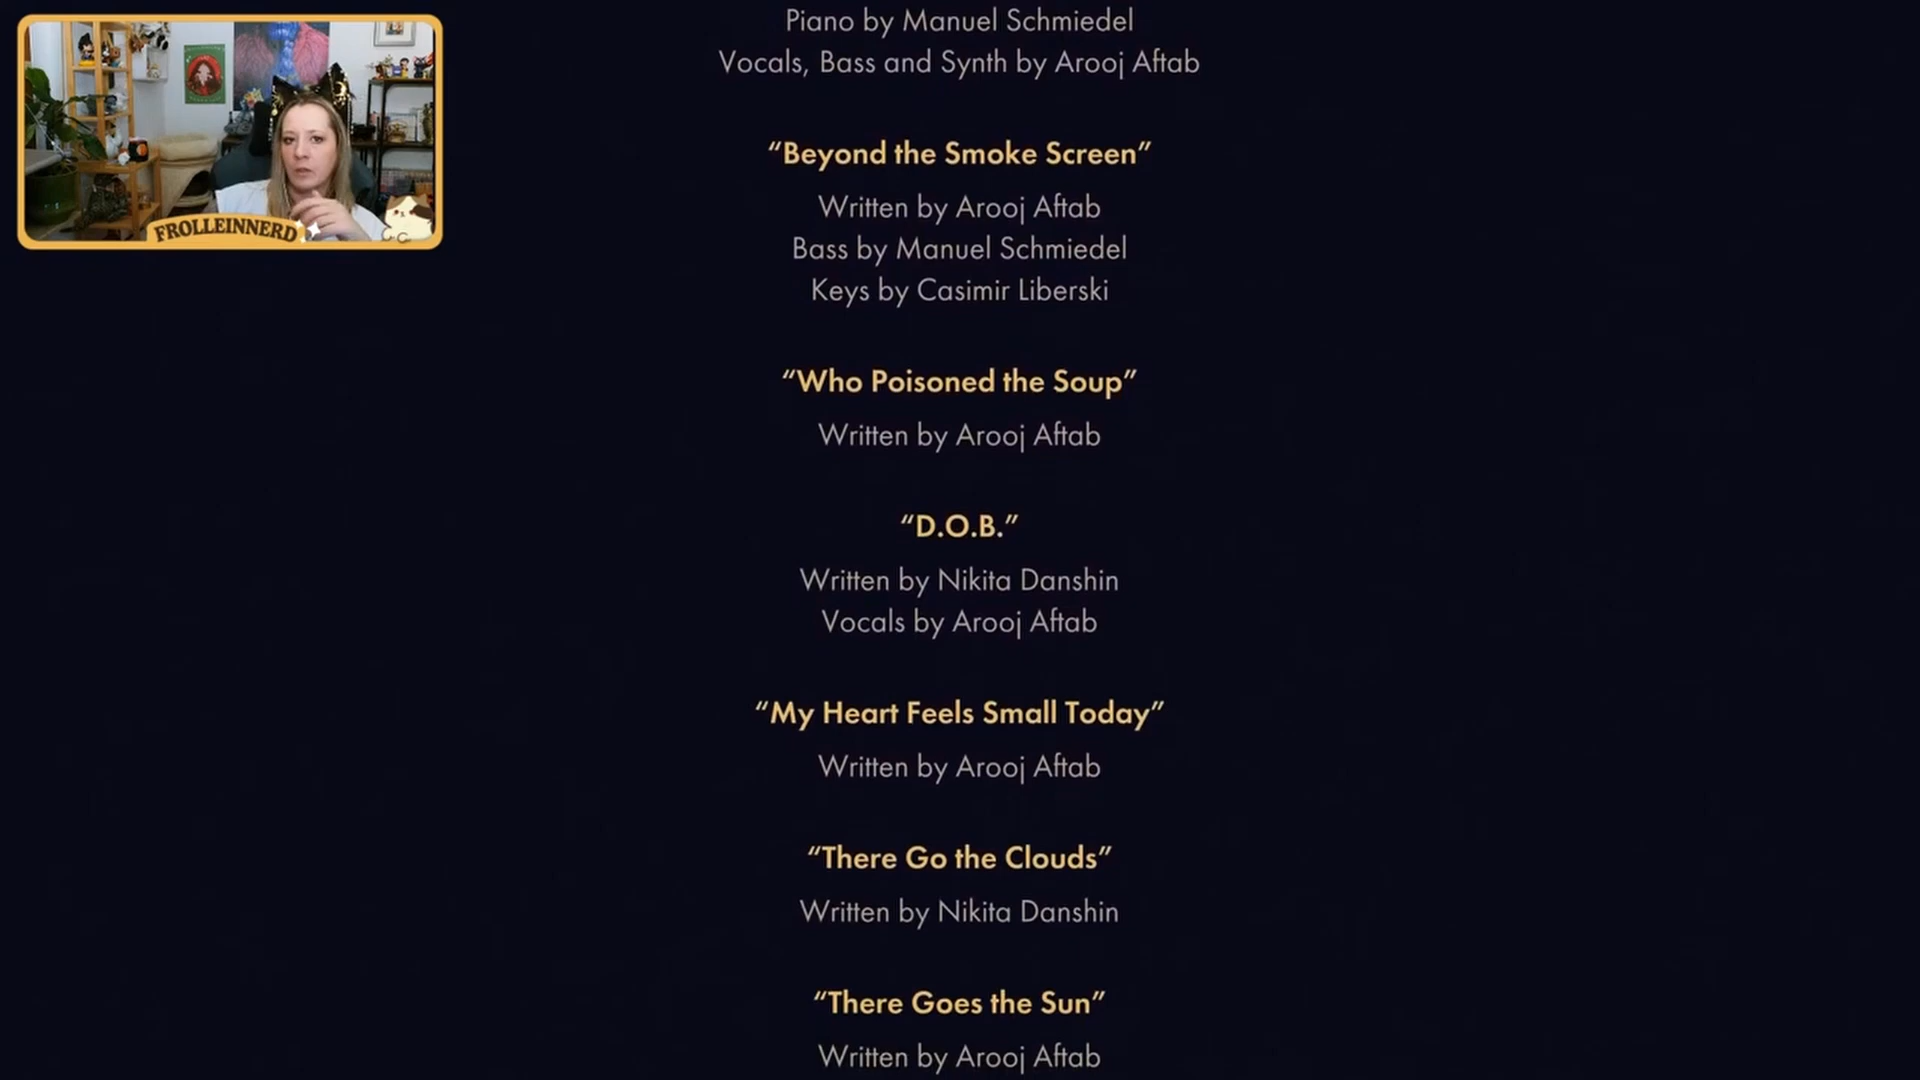 Piano by Manuel Schmiedel
Vocals, Bass and Synth by Arooj Aftab
“Beyond the Smoke Screen”
Written by Arooj Aftab
Bass by Manuel Schmiedel
Keys by Casimir Liberski
“Who Poisoned the Soup”
Written by Arooj Aftab
“D.O.B.”
Written by Nikita Danshin
Vocals by Arooj Aftab
“My Heart Feels Small Today”
Written by Arooj Aftab
“There Go the Clouds”
Written by Nikita Danshin
“There Goes the Sun”
Written by Arooj Aftab
FROLLEINNERD